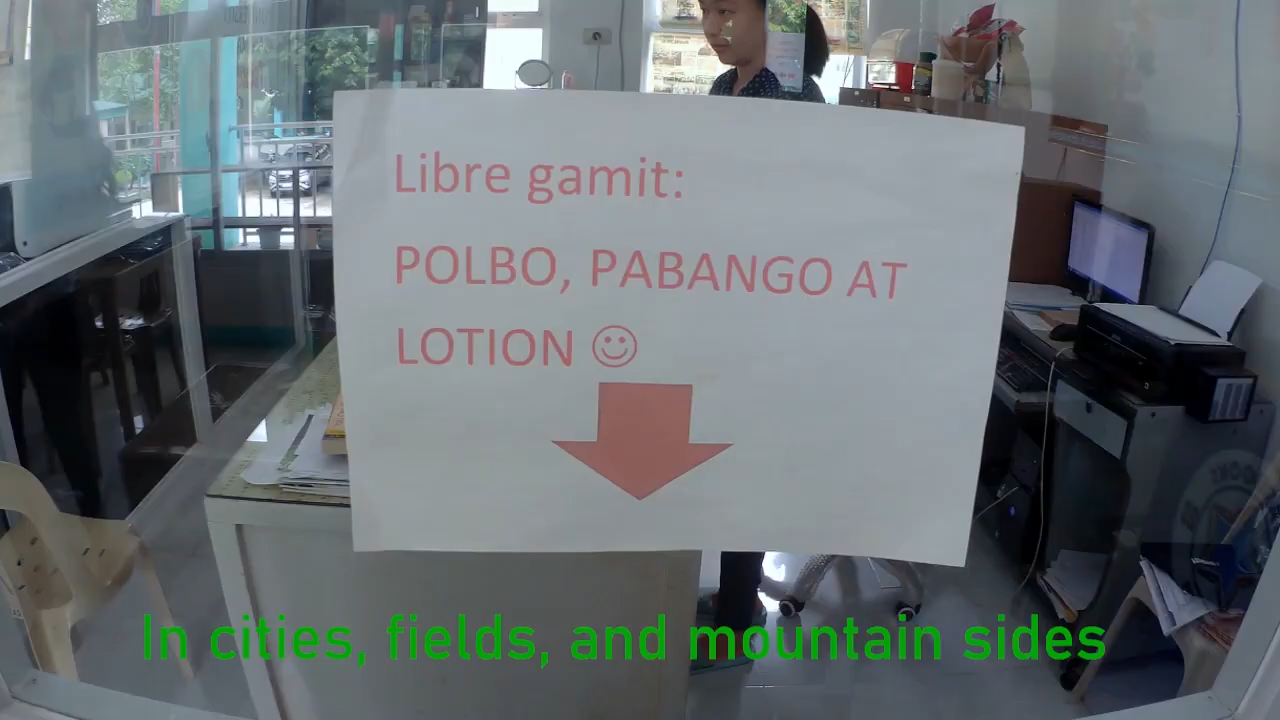 Libre gamit:
POLBO, PABANGO AT
LOTION ☺
In cities, fields, and mountain sides